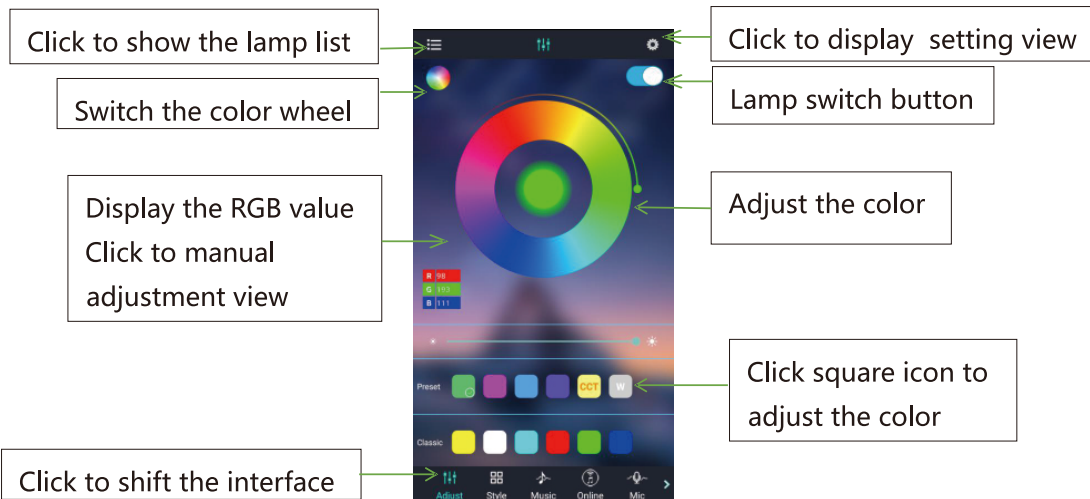 Click to show the lamp list
Click to display setting view
Switch the color wheel
Lamp switch button
Display the RGB value
Click to manual
adjustment view
Adjust the color
R 98
G 193
B 111
Click square icon to
adjust the color
Preset
CCT
W
Classic
Click to shift the interface
Adjust
Style
Music
Online
Mic